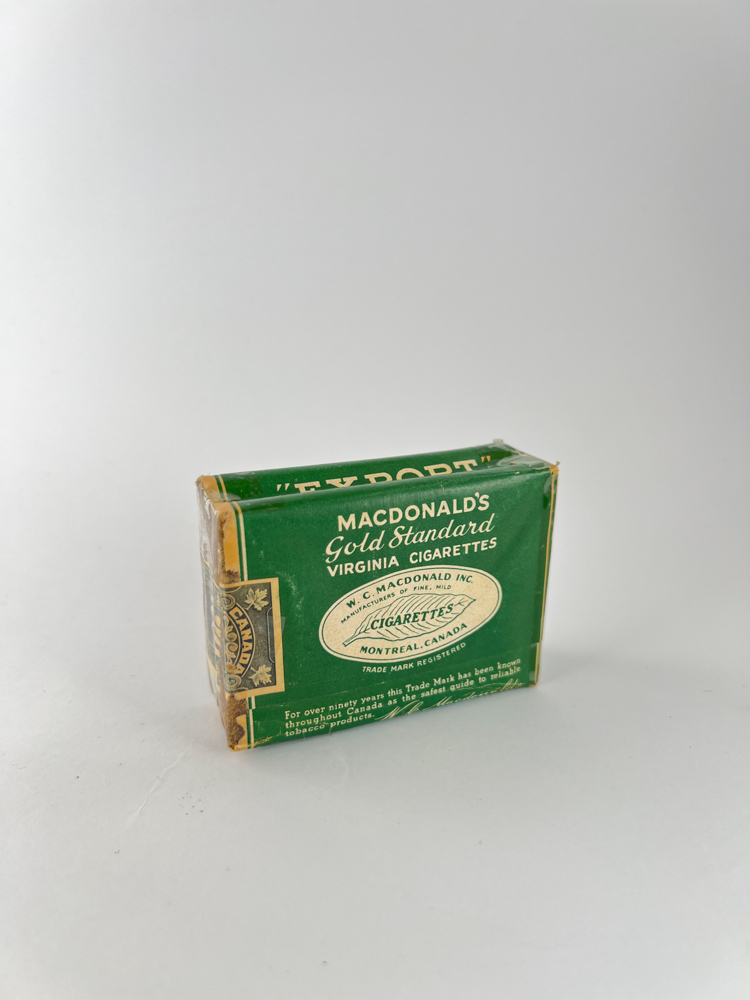 "EXPORT"
MACDONALD'S
Gold Standard
VIRGINIA CIGARETTES
W. C. MACDONALD INC.
MANUFACTURERS OF FINE, MILD
CIGARETTES
MONTREAL, CANADA
TRADE MARK REGISTERED
For over ninety years this Trade Mark has been known
throughout Canada as the safest guide to reliable
tobacco products.
CANADA